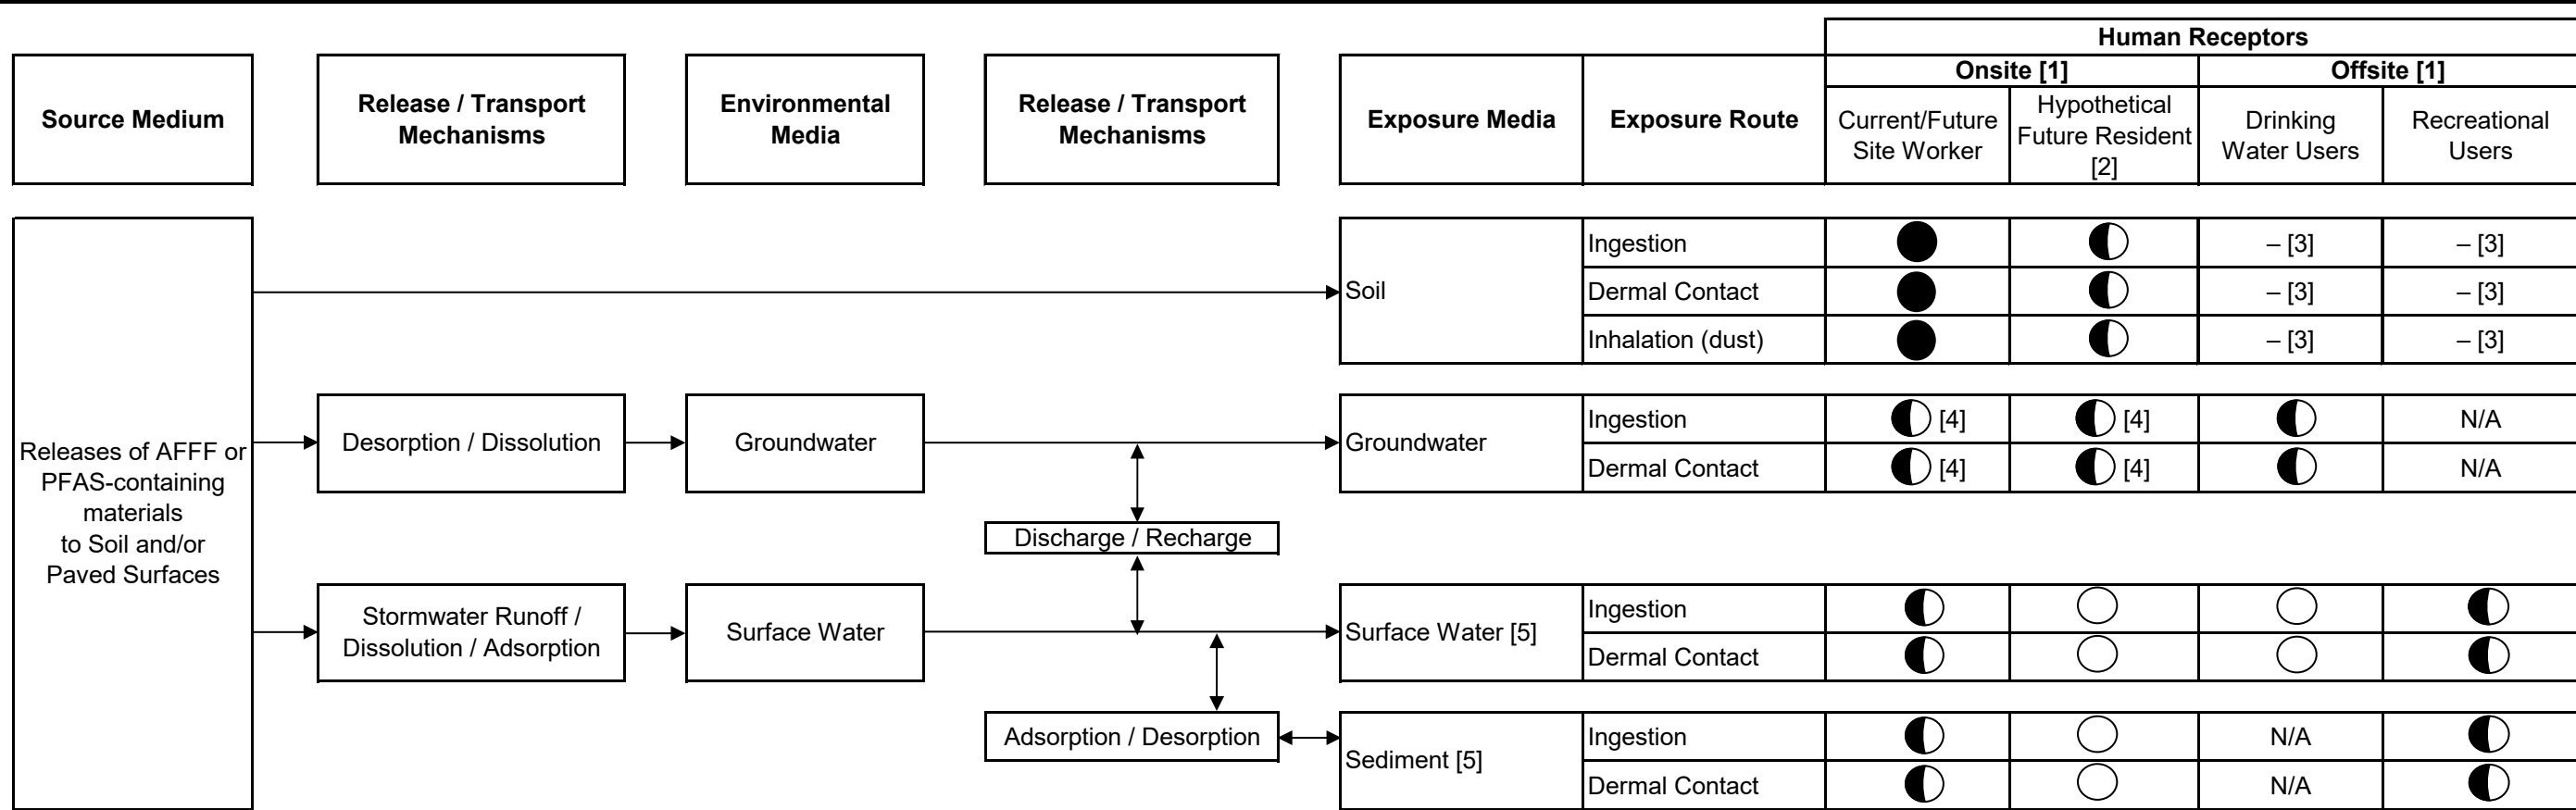 Human Receptors
Onsite [1]
Offsite [1]
Source Medium
Release / Transport
Mechanisms
Environmental
Media
Release / Transport
Mechanisms
Exposure Media
Exposure Route
Current/Future
Site Worker
Hypothetical
Future Resident
[2]
Drinking
Water Users
Recreational
Users
Releases of AFFF or
PFAS-containing
materials
to Soil and/or
Paved Surfaces
Soil
Ingestion
– [3]
– [3]
Dermal Contact
– [3]
– [3]
Inhalation (dust)
– [3]
– [3]
Desorption / Dissolution
Groundwater
Groundwater
Ingestion
[4]
[4]
N/A
Dermal Contact
[4]
[4]
N/A
Discharge / Recharge
Stormwater Runoff /
Dissolution / Adsorption
Surface Water
Surface Water [5]
Ingestion
Dermal Contact
Adsorption / Desorption
Sediment [5]
Ingestion
N/A
Dermal Contact
N/A